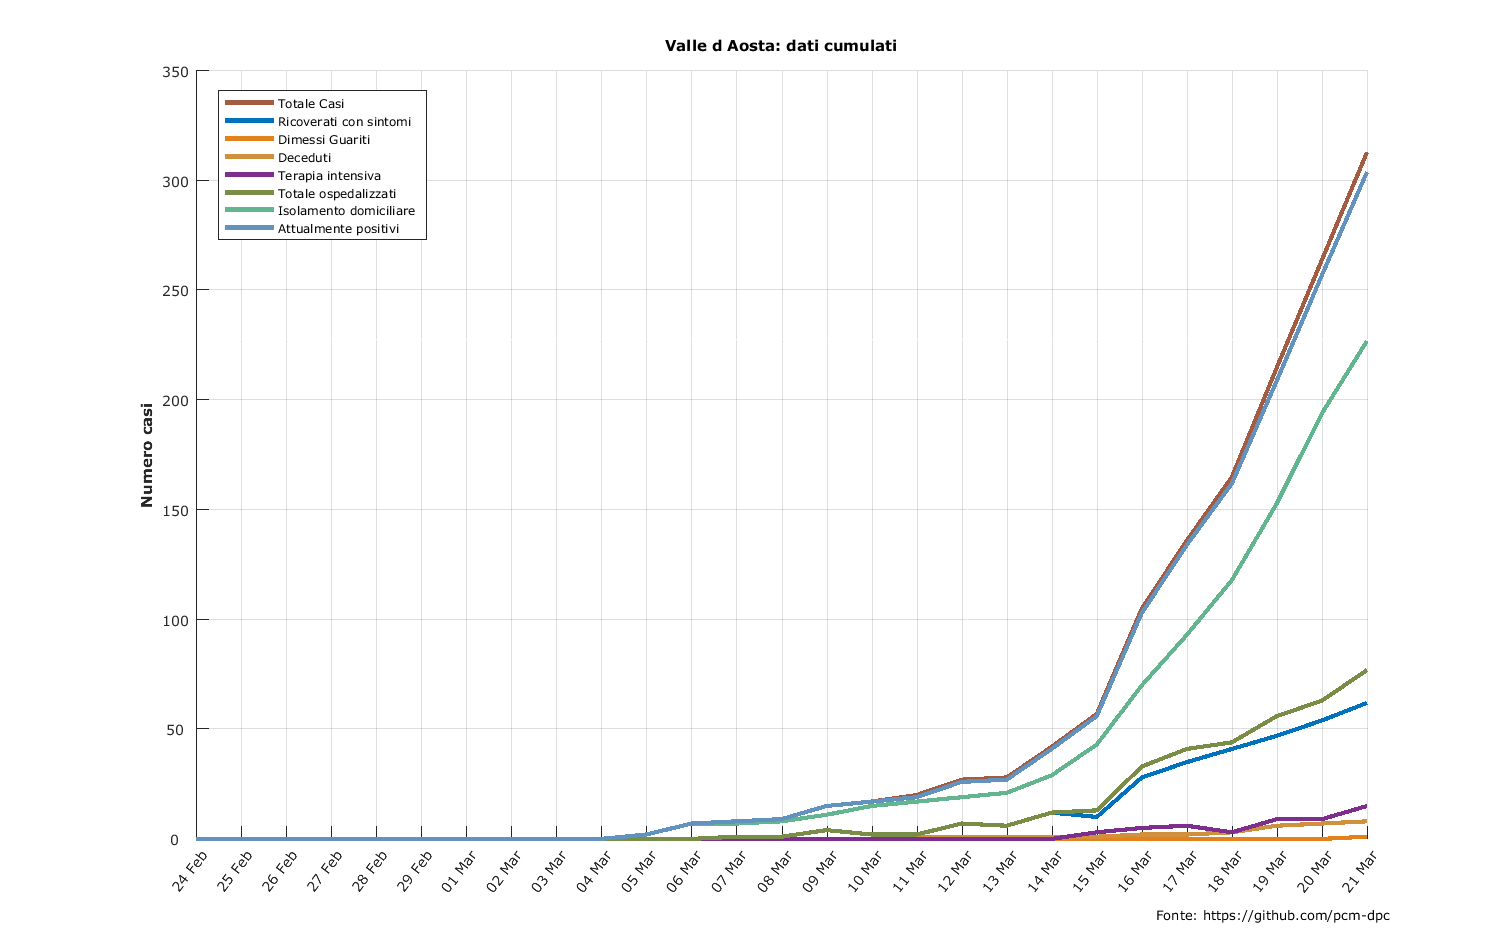 Valle d Aosta: dati cumulati
350
300
250
200
150
100
50
0
Numero casi
Totale Casi
Ricoverati con sintomi
Dimessi Guariti
Deceduti
Terapia intensiva
Totale ospedalizzati
Isolamento domiciliare
Attualmente positivi
24 Feb
25 Feb
26 Feb
27 Feb
28 Feb
29 Feb
01 Mar
02 Mar
03 Mar
04 Mar
05 Mar
06 Mar
07 Mar
08 Mar
09 Mar
10 Mar
11 Mar
12 Mar
13 Mar
14 Mar
15 Mar
16 Mar
17 Mar
18 Mar
19 Mar
20 Mar
21 Mar
Fonte: https://github.com/pcm-dpc